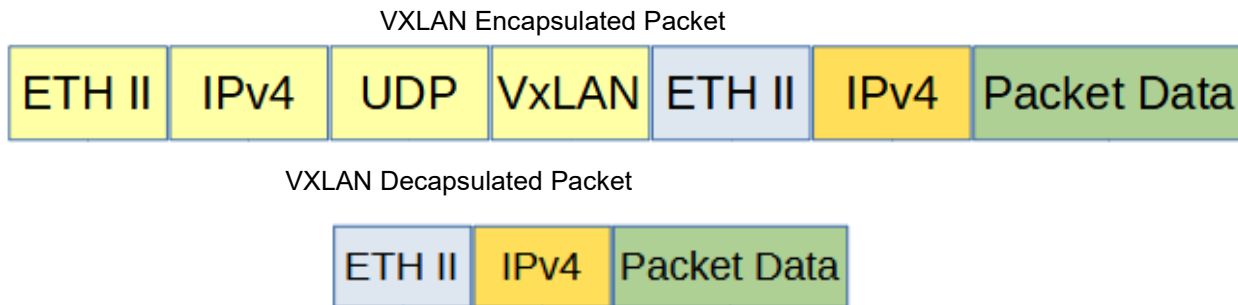 VXLAN Encapsulated Packet
ETH II IPv4 UDP VxLAN ETH II IPv4 Packet Data
VXLAN Decapsulated Packet
ETH II IPv4 Packet Data